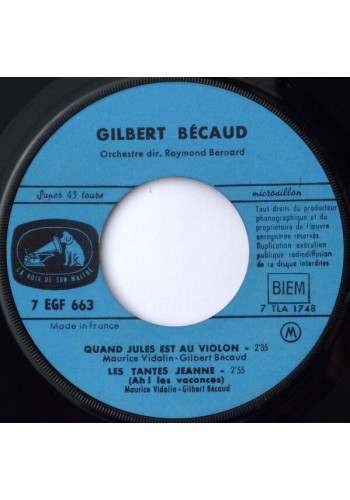 GILBERT BÉCAUD
Orchestre dir. Raymond Bernard
Super 45 tours
microsillon
Tous droits du producteur
phonographique et du
propriétaire de l'œuvre
enregistrée réservés
Duplication exécution
publique radiodiffusion
de ce disque interdites.
LA VOIX DE SON MAITRE
7 EGF 663
BIEM
7 TLA 1748
Made in France
M
QUAND JULES EST AU VIOLON - 2'35
Maurice Vidalin-Gilbert Bécaud
LES TANTES JEANNE - 2'55
(Ah! les vacances)
Maurice Vidalin-Gilbert Bécaud